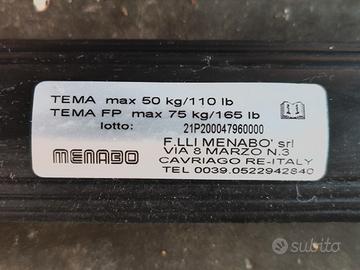 TEMA max 50 kg/110 lb
TEMA FP max 75 kg/165 lb
lotto: 21P200047960000
MENABO
F.LLI MENABO' srl
VIA 8 MARZO N.3
CAVRIAGO RE-ITALY
TEL 0039.0522942840
subito